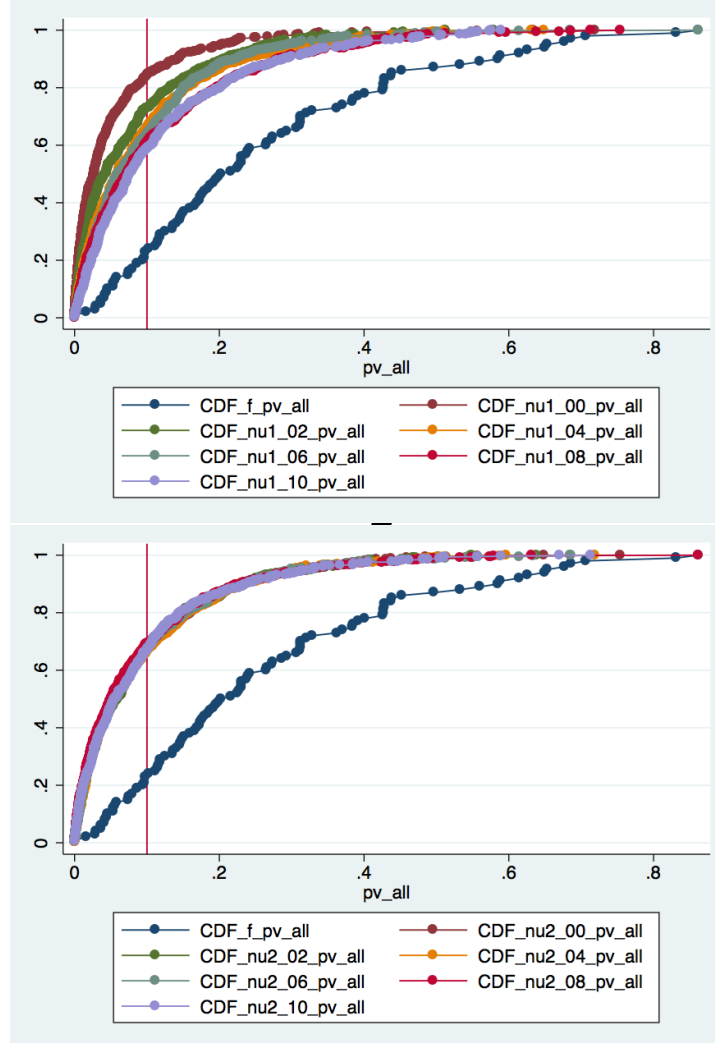 1
.8
.6
.4
.2
0
0 .2 .4 .6 .8
pv_all
CDF_f_pv_all CDF_nu1_00_pv_all
CDF_nu1_02_pv_all CDF_nu1_04_pv_all
CDF_nu1_06_pv_all CDF_nu1_08_pv_all
CDF_nu1_10_pv_all
1
.8
.6
.4
.2
0
0 .2 .4 .6 .8
pv_all
CDF_f_pv_all CDF_nu2_00_pv_all
CDF_nu2_02_pv_all CDF_nu2_04_pv_all
CDF_nu2_06_pv_all CDF_nu2_08_pv_all
CDF_nu2_10_pv_all